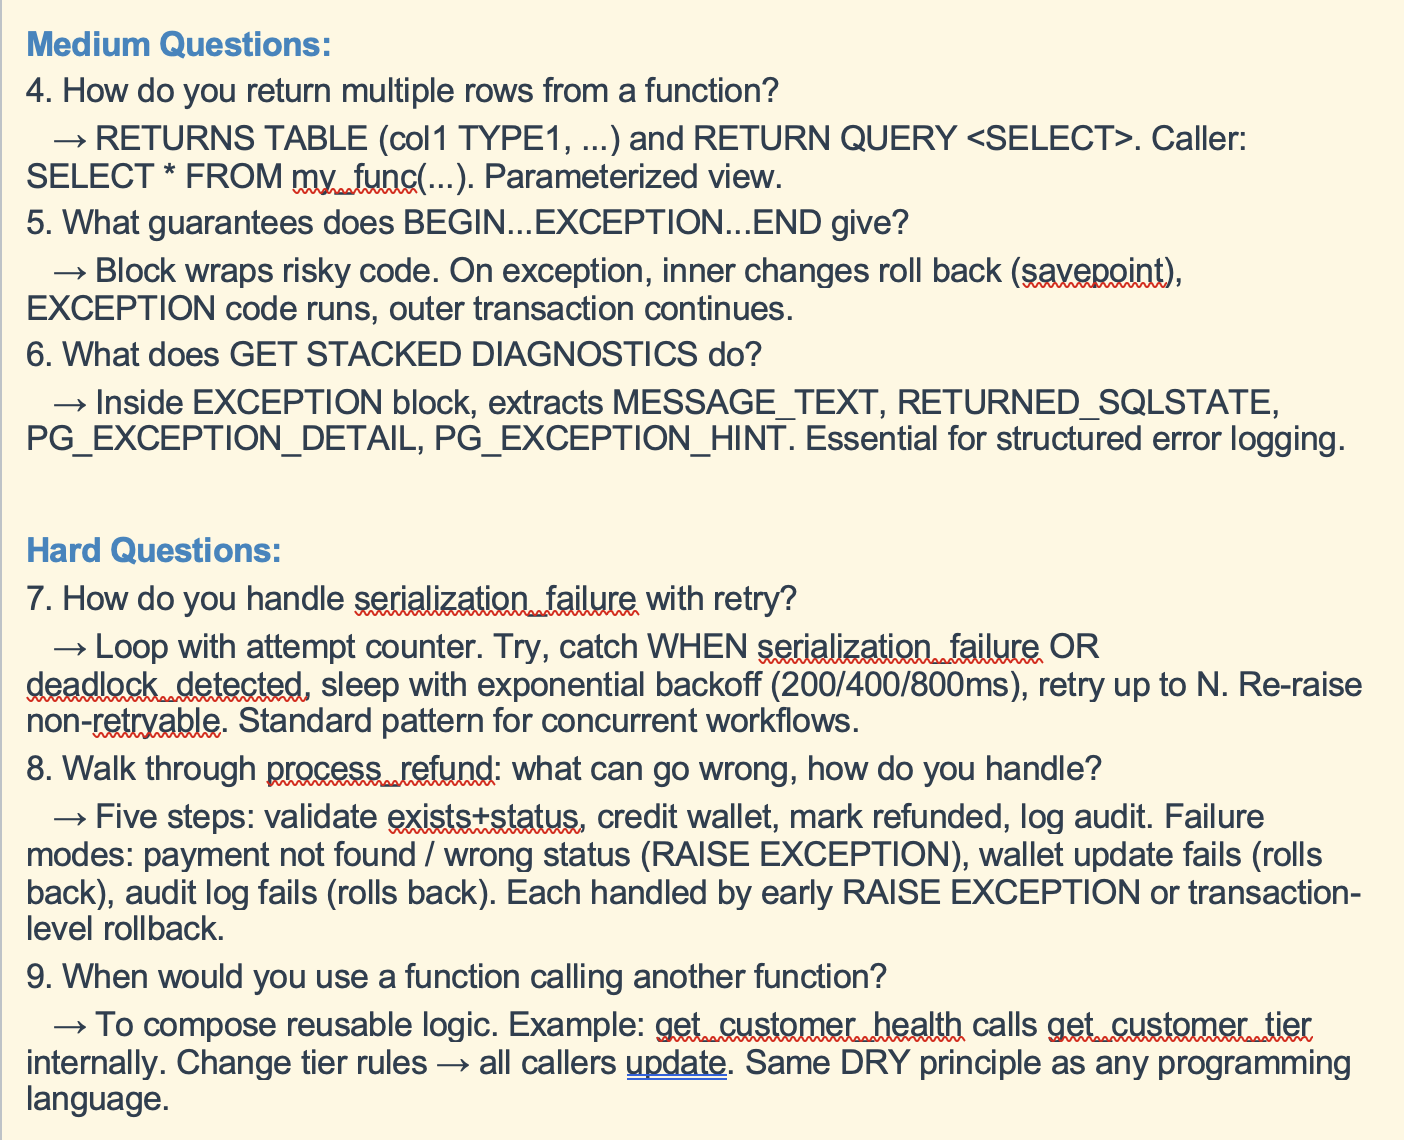 Medium Questions:
4. How do you return multiple rows from a function?
→ RETURNS TABLE (col1 TYPE1, ...) and RETURN QUERY <SELECT>. Caller:
SELECT * FROM my_func(...). Parameterized view.
5. What guarantees does BEGIN...EXCEPTION...END give?
→ Block wraps risky code. On exception, inner changes roll back (savepoint),
EXCEPTION code runs, outer transaction continues.
6. What does GET STACKED DIAGNOSTICS do?
→ Inside EXCEPTION block, extracts MESSAGE_TEXT, RETURNED_SQLSTATE,
PG_EXCEPTION_DETAIL, PG_EXCEPTION_HINT. Essential for structured error logging.
Hard Questions:
7. How do you handle serialization_failure with retry?
→ Loop with attempt counter. Try, catch WHEN serialization_failure OR
deadlock_detected, sleep with exponential backoff (200/400/800ms), retry up to N. Re-raise
non-retryable. Standard pattern for concurrent workflows.
8. Walk through process_refund: what can go wrong, how do you handle?
→ Five steps: validate exists+status, credit wallet, mark refunded, log audit. Failure
modes: payment not found / wrong status (RAISE EXCEPTION), wallet update fails (rolls
back), audit log fails (rolls back). Each handled by early RAISE EXCEPTION or transaction-
level rollback.
9. When would you use a function calling another function?
→ To compose reusable logic. Example: get_customer_health calls get_customer_tier
internally. Change tier rules → all callers update. Same DRY principle as any programming
language.